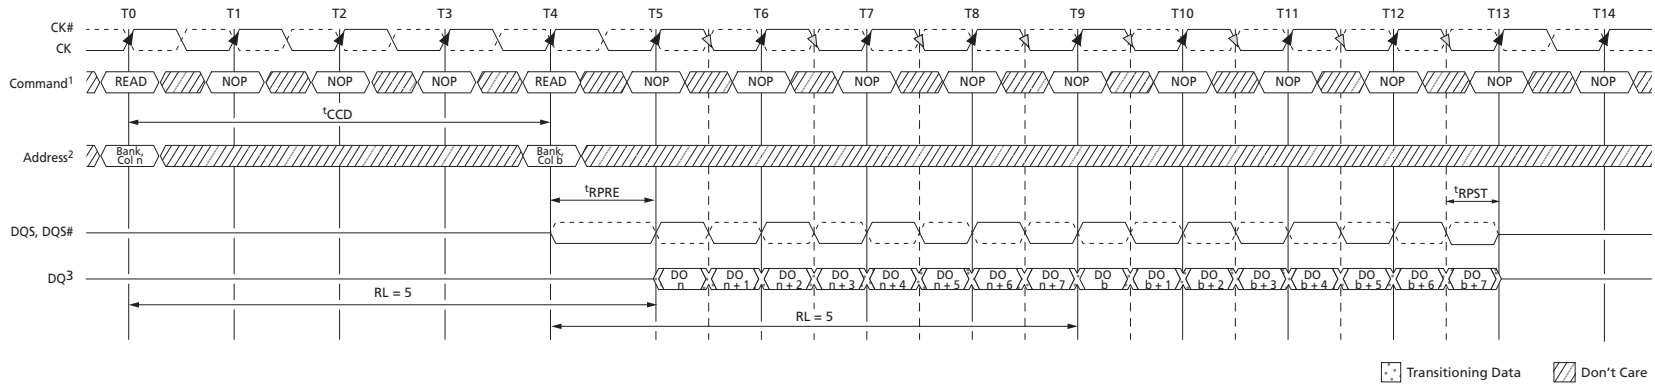 T0 T1 T2 T3 T4 T5 T6 T7 T8 T9 T10 T11 T12 T13 T14
CK#
CK
Command1 READ NOP NOP NOP READ NOP NOP NOP NOP NOP NOP NOP NOP NOP NOP
tCCD
Address2 Bank, Col n Bank, Col b
tRPRE tRPST
DQS, DQS#
DQ3 DO n DO n + 1 DO n + 2 DO n + 3 DO n + 4 DO n + 5 DO n + 6 DO n + 7 DO b DO b + 1 DO b + 2 DO b + 3 DO b + 4 DO b + 5 DO b + 6 DO b + 7
RL = 5
RL = 5
Transitioning Data Don't Care